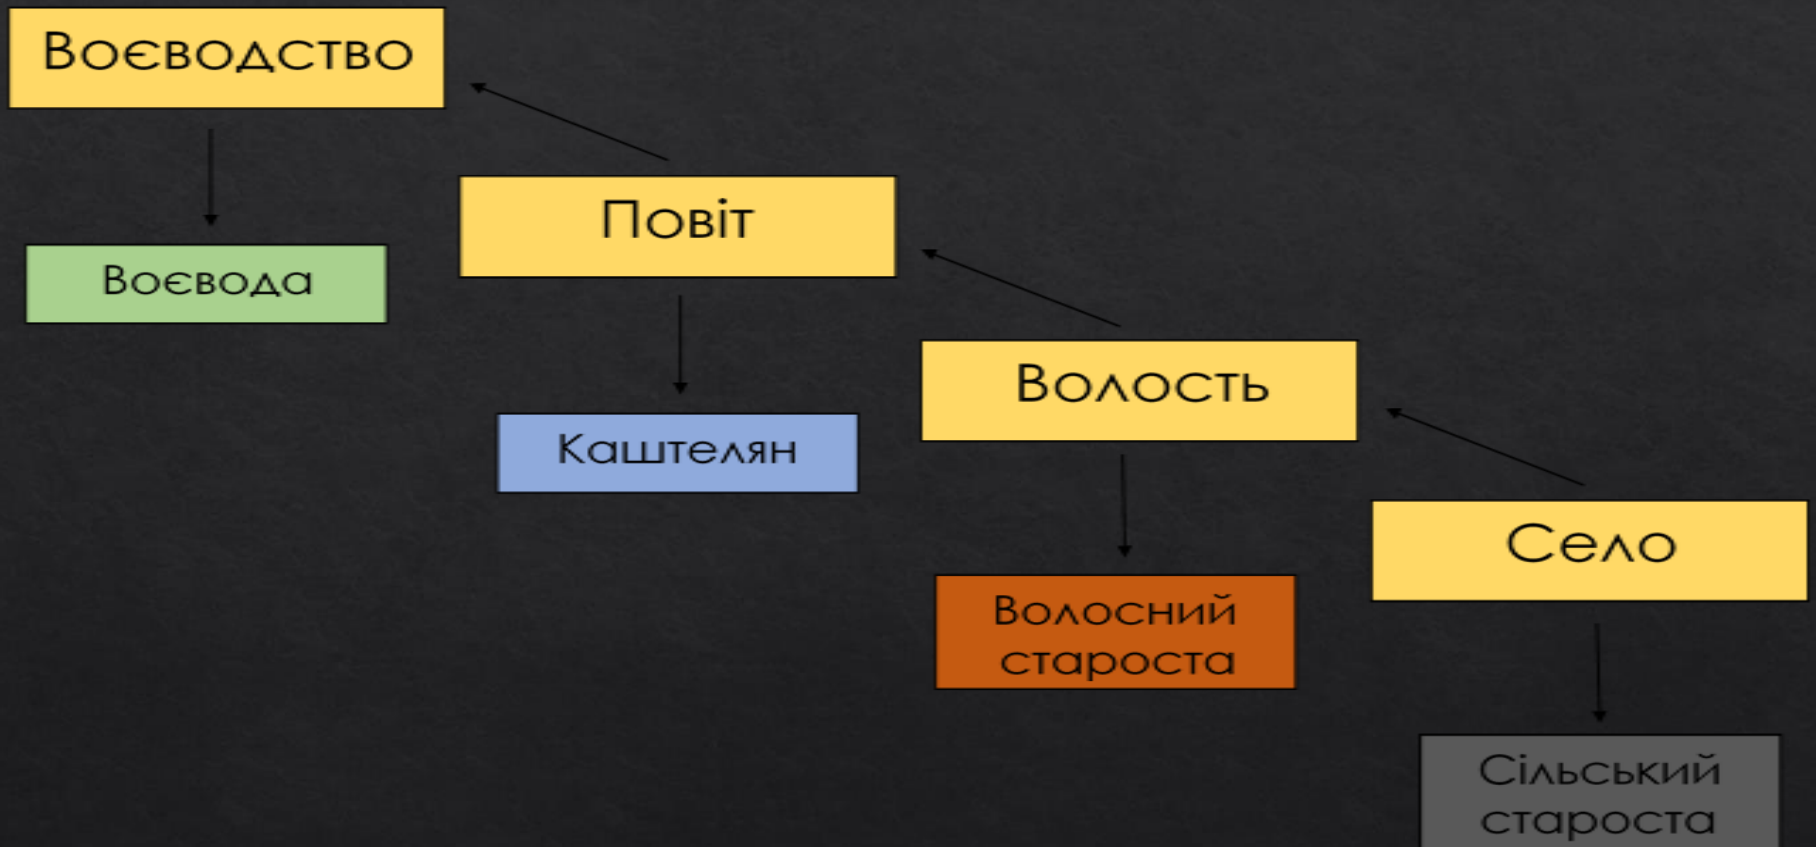 Воєводство
Воєвода
Повіт
Каштелян
Волость
Волосний
староста
Село
Сільський
староста